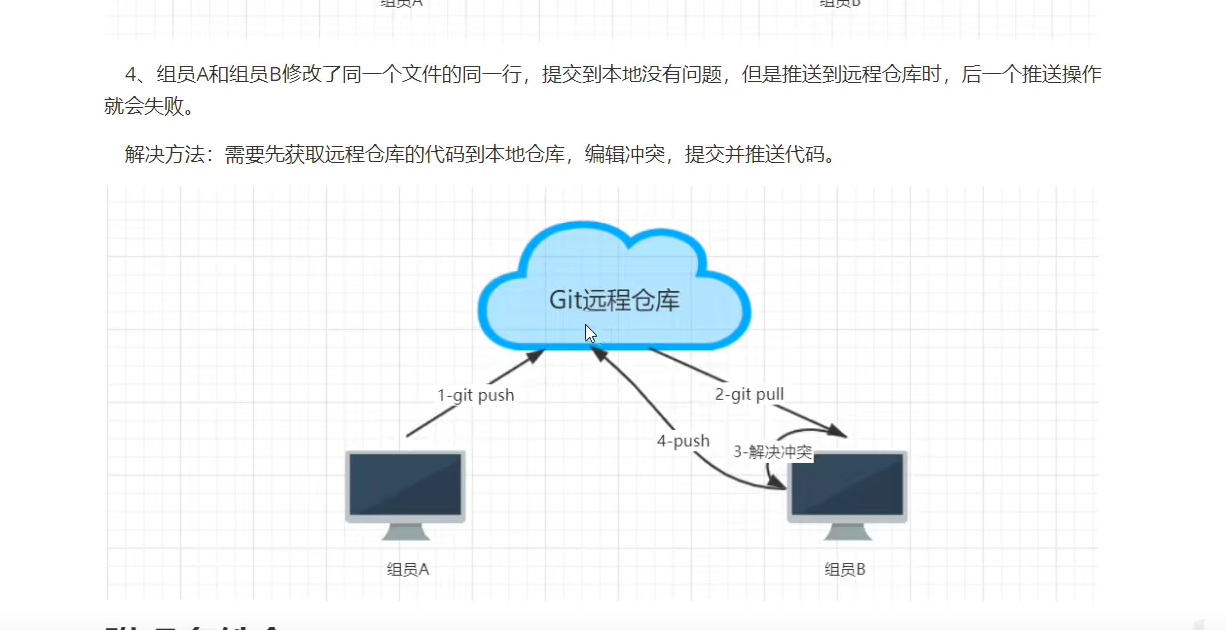 组员A
组员B
4、组员A和组员B修改了同一个文件的同一行，提交到本地没有问题，但是推送到远程仓库时，后一个推送操作
就会失败。
解决方法：需要先获取远程仓库的代码到本地仓库，编辑冲突，提交并推送代码。
Git远程仓库
1-git push
2-git pull
4-push
3-解决冲突
组员A
组员B